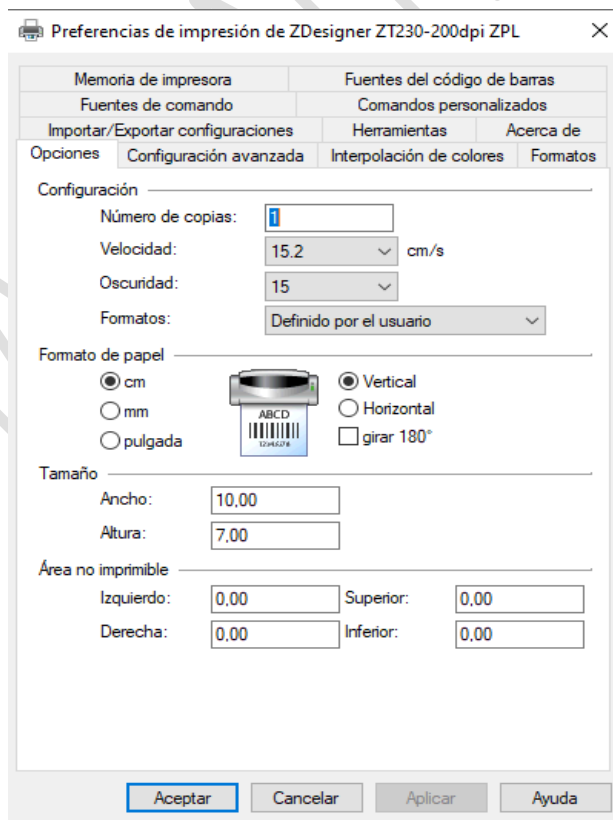 Preferencias de impresión de ZDesigner ZT230-200dpi ZPL
Memoria de impresora Fuentes del código de barras
Fuentes de comando Comandos personalizados
Importar/Exportar configuraciones Herramientas Acerca de
Opciones Configuración avanzada Interpolación de colores Formatos
Configuración
Número de copias: 1
Velocidad: 15.2 cm/s
Oscuridad: 15
Formatos: Definido por el usuario
Formato de papel
cm Vertical
mm ABCD Horizontal
pulgada 12345678 girar 180°
Tamaño
Ancho: 10,00
Altura: 7,00
Área no imprimible
Izquierdo: 0,00 Superior: 0,00
Derecha: 0,00 Inferior: 0,00
Aceptar Cancelar Aplicar Ayuda